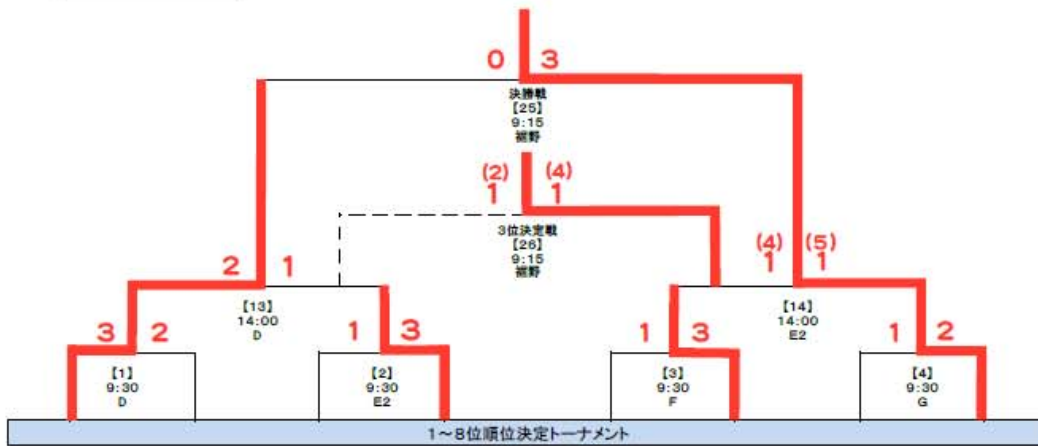 0 3
決勝戦
【25】
9:15
裾野
(2) (4)
1 1
3位決定戦
【26】
9:15
裾野
2 1
(4) (5)
1 1
【13】
14:00
D
【14】
14:00
E2
3 2
1 3
1 3
1 2
【1】
9:30
D
【2】
9:30
E2
【3】
9:30
F
【4】
9:30
G
1～8位順位決定トーナメント